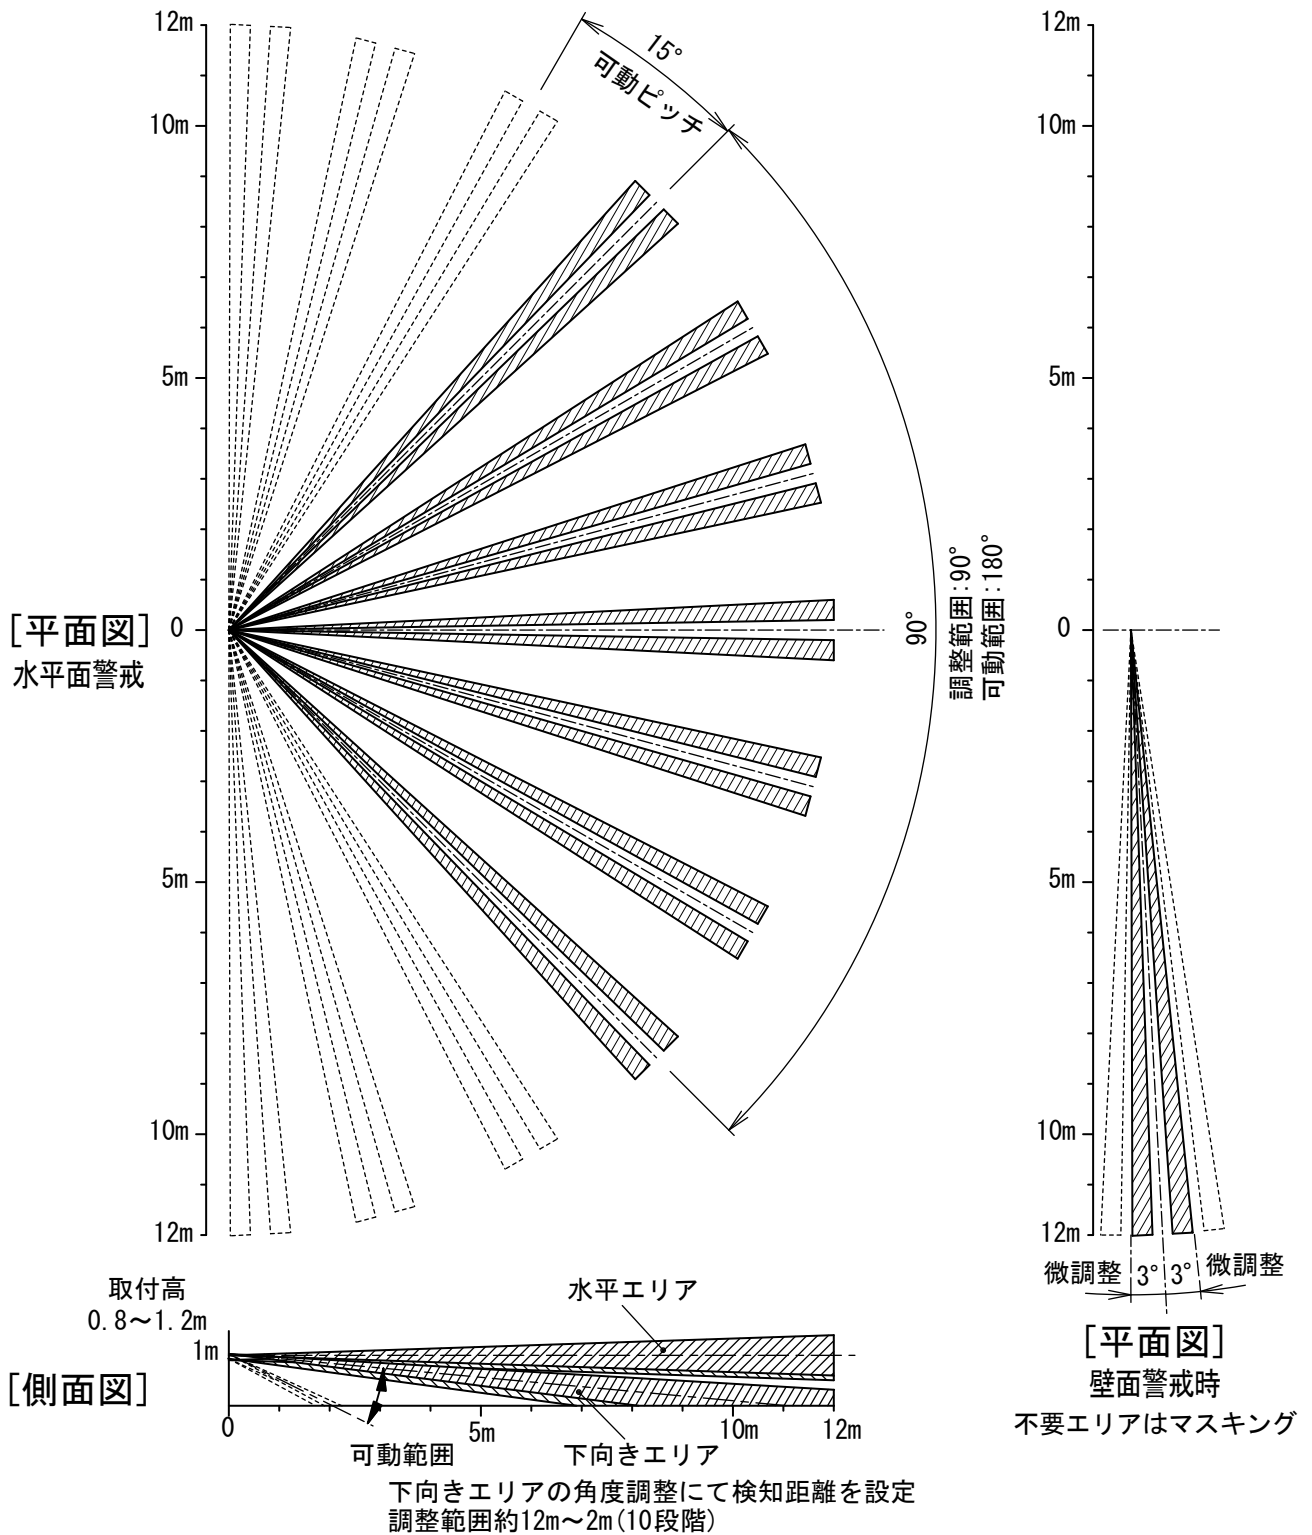 12m
10m
5m
0
5m
10m
12m
[平面図]
水平面警戒
15°
可動ピッチ
90°
調整範囲:90°
可動範囲:180°
12m
10m
5m
0
5m
10m
12m
微調整
3°
3°
微調整
[平面図]
壁面警戒時
不要エリアはマスキング
取付高
0.8～1.2m
1m
[側面図]
水平エリア
0
5m
10m
12m
可動範囲
下向きエリア
下向きエリアの角度調整にて検知距離を設定
調整範囲約12m～2m(10段階)